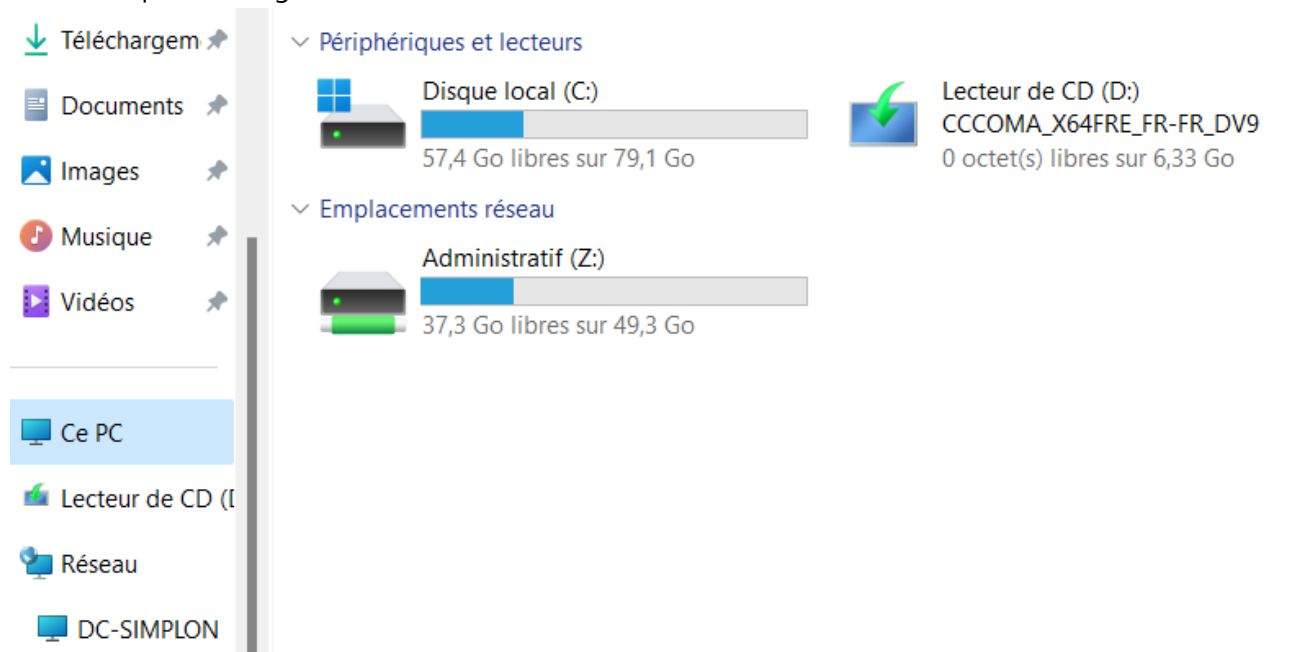 Téléchargem
Documents
Images
Musique
Vidéos
Ce PC
Lecteur de CD (D
Réseau
DC-SIMPLON
Périphériques et lecteurs
Disque local (C:)
57,4 Go libres sur 79,1 Go
Lecteur de CD (D:)
CCCOMA_X64FRE_FR-FR_DV9
0 octet(s) libres sur 6,33 Go
Emplacements réseau
Administratif (Z:)
37,3 Go libres sur 49,3 Go